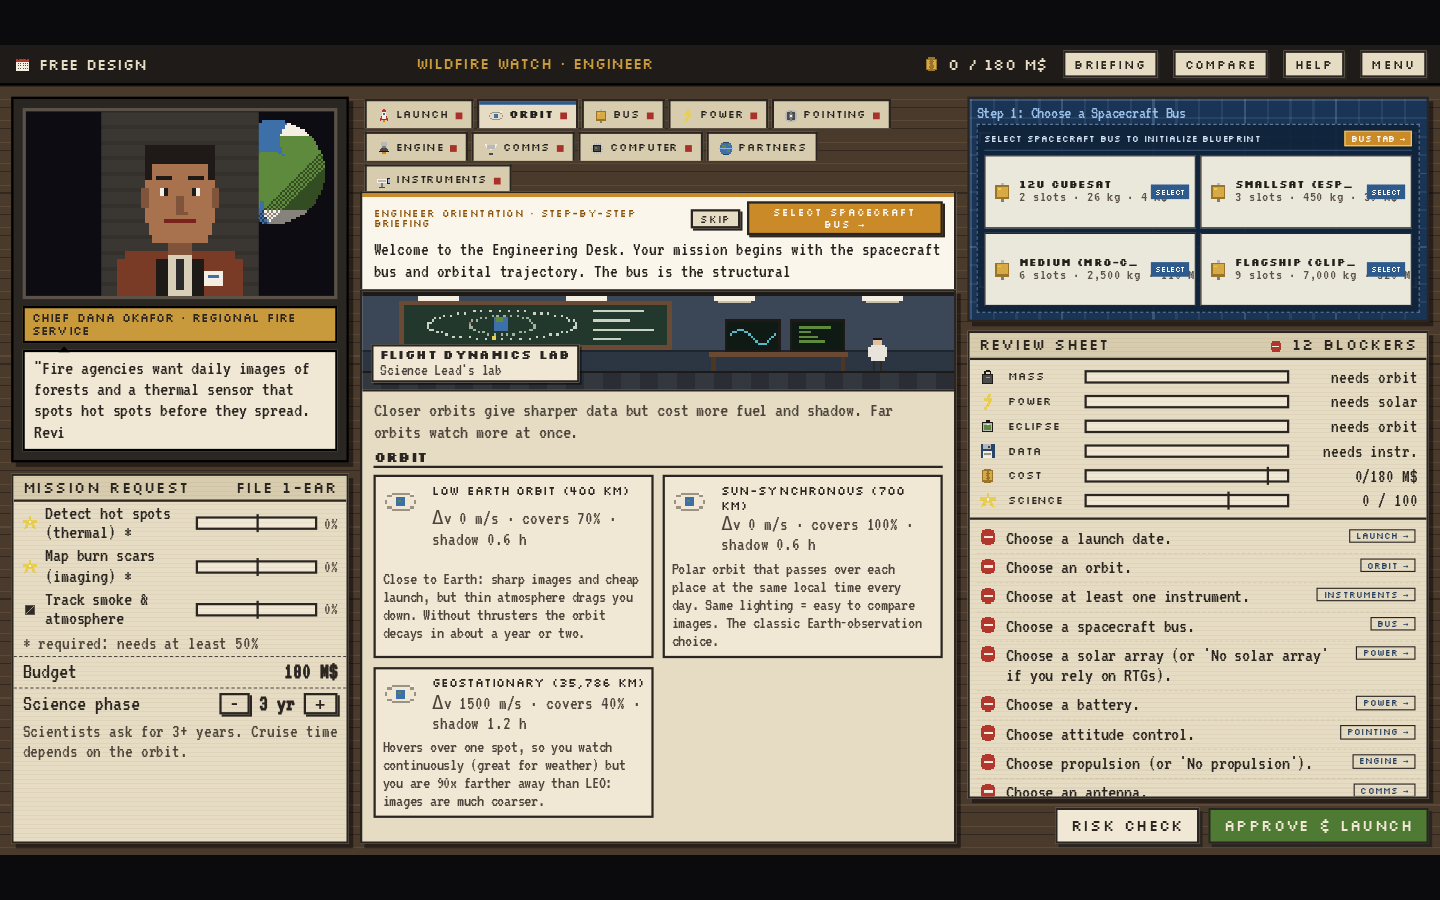 FREE DESIGN
WILDFIRE WATCH · ENGINEER
0 / 180 M$
BRIEFING
COMPARE
HELP
MENU
CHIEF DANA OKAFOR · REGIONAL FIRE
SERVICE
"Fire agencies want daily images of
forests and a thermal sensor that
spots hot spots before they spread.
Revi
MISSION REQUEST
FILE 1-EAR
Detect hot spots
(thermal) *
0%
Map burn scars
(imaging) *
0%
Track smoke &
atmosphere
0%
* required: needs at least 50%
Budget
180 M$
Science phase
-
3 yr
+
Scientists ask for 3+ years. Cruise time
depends on the orbit.
LAUNCH
ORBIT
BUS
POWER
POINTING
ENGINE
COMMS
COMPUTER
PARTNERS
INSTRUMENTS
ENGINEER ORIENTATION · STEP-BY-STEP
BRIEFING
SKIP
SELECT SPACECRAFT
BUS →
Welcome to the Engineering Desk. Your mission begins with the spacecraft
bus and orbital trajectory. The bus is the structural
FLIGHT DYNAMICS LAB
Science Lead's lab
Closer orbits give sharper data but cost more fuel and shadow. Far
orbits watch more at once.
ORBIT
LOW EARTH ORBIT (400 KM)
Δv 0 m/s · covers 70% ·
shadow 0.6 h
Close to Earth: sharp images and cheap
launch, but thin atmosphere drags you
down. Without thrusters the orbit
decays in about a year or two.
SUN-SYNCHRONOUS (700
KM)
Δv 0 m/s · covers 100% ·
shadow 0.6 h
Polar orbit that passes over each
place at the same local time every
day. Same lighting = easy to compare
images. The classic Earth-observation
choice.
GEOSTATIONARY (35,786 KM)
Δv 1500 m/s · covers 40% ·
shadow 1.2 h
Hovers over one spot, so you watch
continuously (great for weather) but
you are 90x farther away than LEO:
images are much coarser.
Step 1: Choose a Spacecraft Bus
SELECT SPACECRAFT BUS TO INITIALIZE BLUEPRINT
BUS TAB →
12U CUBESAT
2 slots · 26 kg · 4
SELECT
SMALLSAT (ESP…
3 slots · 450 kg ·
SELECT
MEDIUM (MRO-C…
6 slots · 2,500 kg
SELECT
FLAGSHIP (CLIP…
9 slots · 7,000 kg
SELECT
REVIEW SHEET
12 BLOCKERS
MASS
needs orbit
POWER
needs solar
ECLIPSE
needs orbit
DATA
needs instr.
COST
0/180 M$
SCIENCE
0 / 100
Choose a launch date.
LAUNCH →
Choose an orbit.
ORBIT →
Choose at least one instrument.
INSTRUMENTS →
Choose a spacecraft bus.
BUS →
Choose a solar array (or 'No solar array'
if you rely on RTGs).
POWER →
Choose a battery.
POWER →
Choose attitude control.
POINTING →
Choose propulsion (or 'No propulsion').
ENGINE →
Choose an antenna.
COMMS →
RISK CHECK
APPROVE & LAUNCH